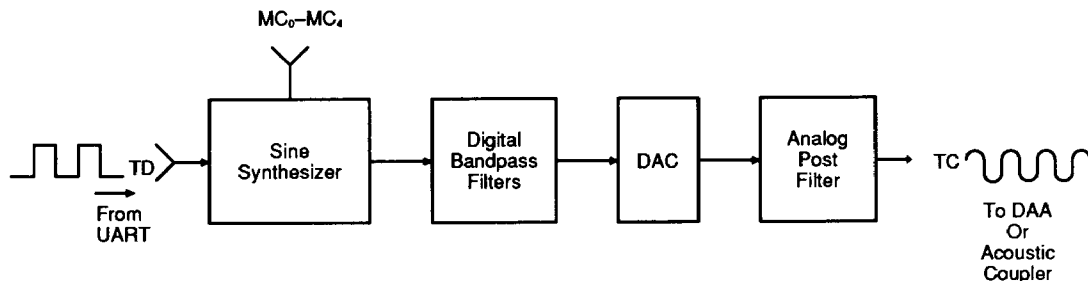 MC₀–MC₄
TD
From
UART
Sine
Synthesizer
Digital
Bandpass
Filters
DAC
Analog
Post
Filter
TC
To DAA
Or
Acoustic
Coupler